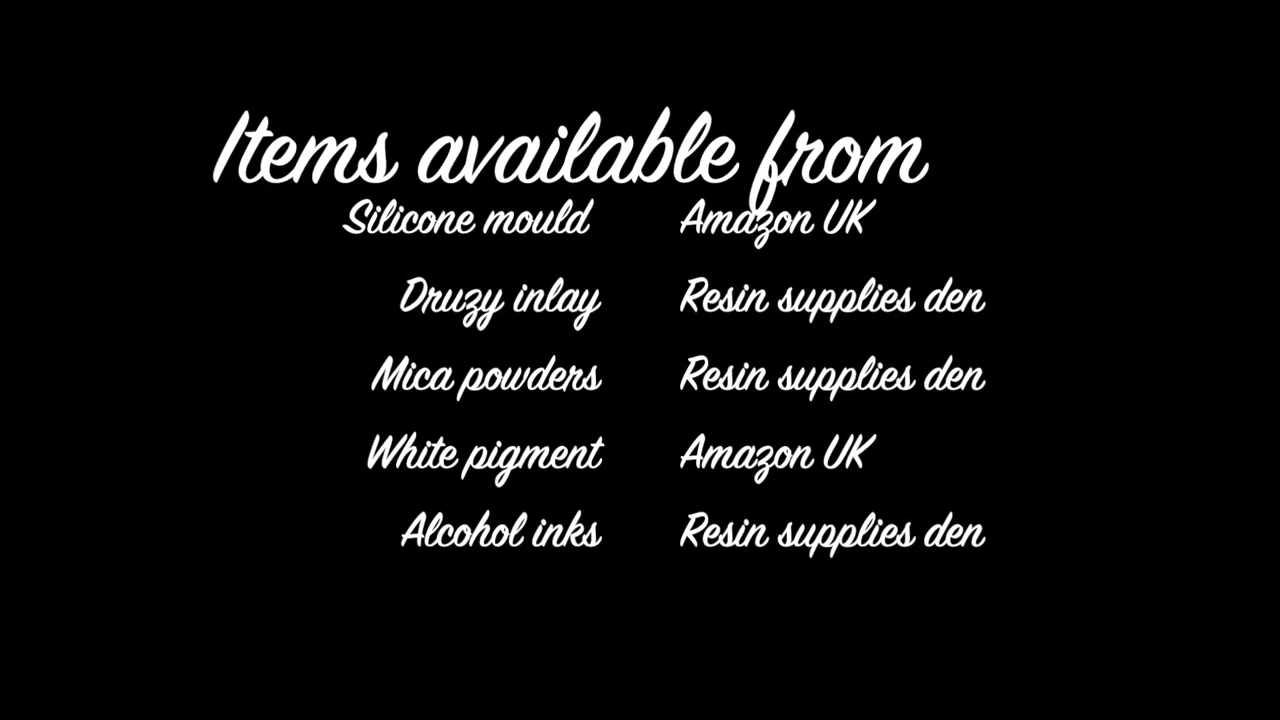 Items available from
Silicone mould Amazon UK
Druzy inlay Resin supplies den
Mica powders Resin supplies den
White pigment Amazon UK
Alcohol inks Resin supplies den